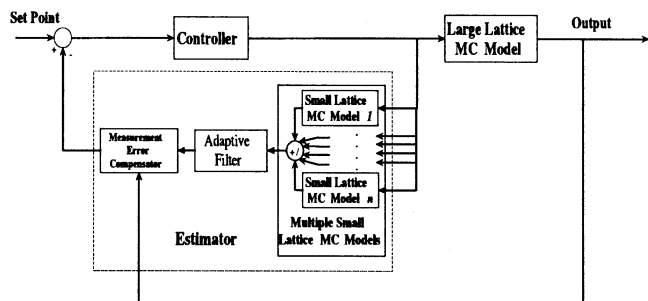 Set Point
+
-
Controller
Large Lattice
MC Model
Output
Small Lattice
MC Model 1
Measurement
Error
Compensator
Adaptive
Filter
+/
Small Lattice
MC Model n
Multiple Small
Lattice MC Models
Estimator